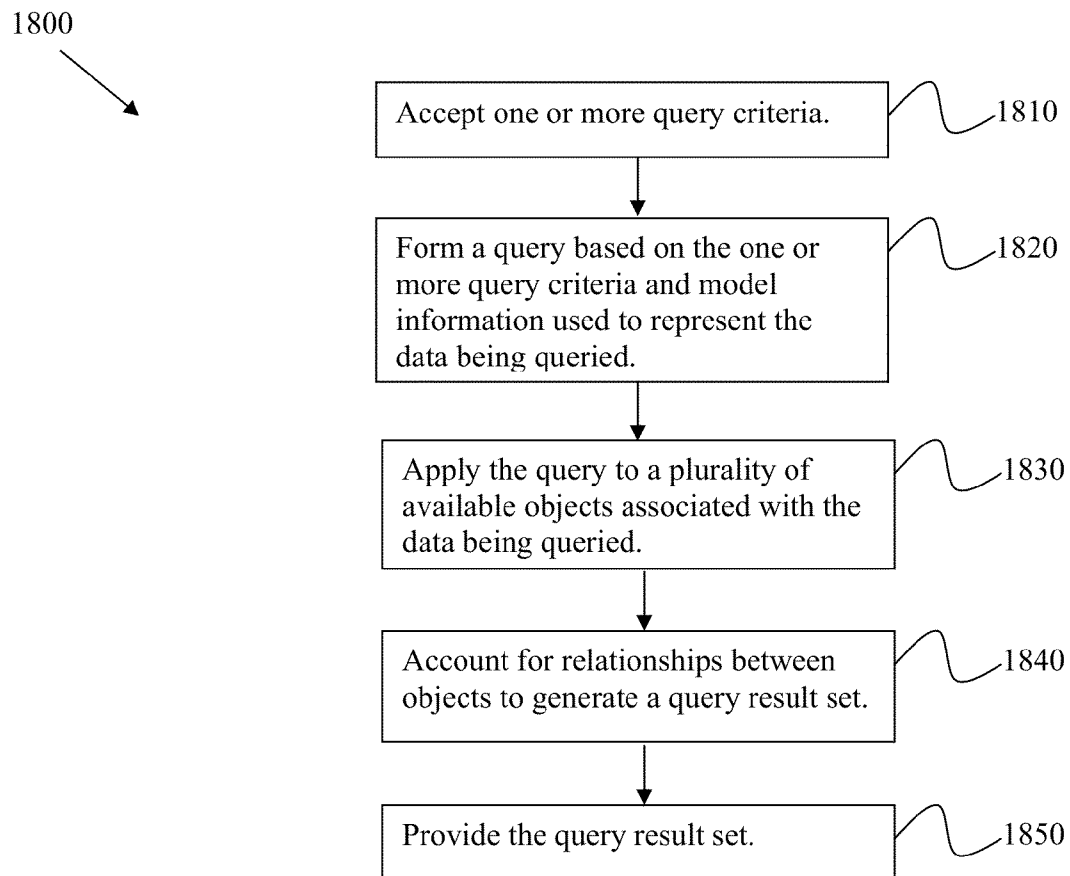 1800
Accept one or more query criteria.
1810
Form a query based on the one or
more query criteria and model
information used to represent the
data being queried.
1820
Apply the query to a plurality of
available objects associated with the
data being queried.
1830
Account for relationships between
objects to generate a query result set.
1840
Provide the query result set.
1850